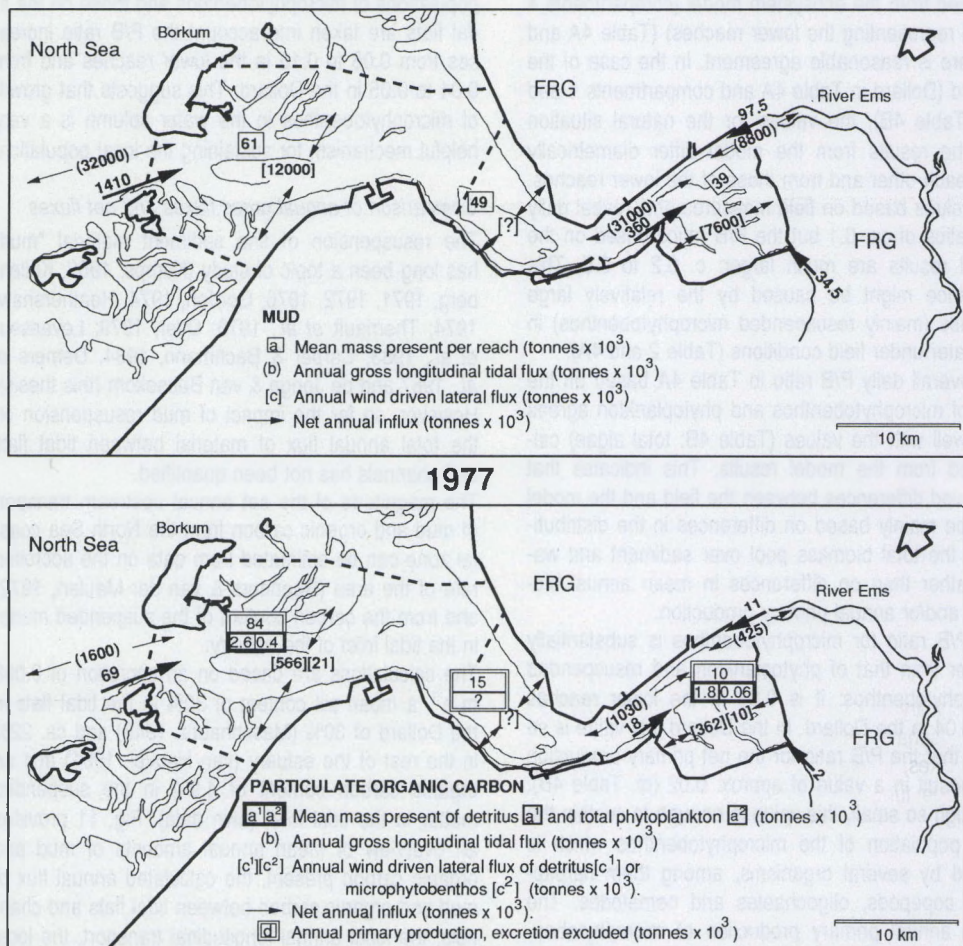 North Sea
Borkum
FRG
River Ems
97.5
(8800)
(32000)
1410
61
[12000]
49
[?]
39
(31000)
360
[7600]
4.5
FRG
MUD
a Mean mass present per reach (tonnes x 10³)
(b) Annual gross longitudinal tidal flux (tonnes x 10³)
[c] Annual wind driven lateral flux (tonnes x 10³)
Net annual influx (tonnes x 10³)
10 km
1977
North Sea
Borkum
FRG
River Ems
11
(425)
(1600)
69
84
2.6 0.4
[566][21]
15
?
[?]
10
1.8 0.06
(1030)
18
[362][10]
FRG
PARTICULATE ORGANIC CARBON
a¹ a² Mean mass present of detritus a¹ and total phytoplankton a² (tonnes x 10³)
(b) Annual gross longitudinal tidal flux (tonnes x 10³)
[c¹][c²] Annual wind driven lateral flux of detritus[c¹]
microphytobenthos [c²] (tonnes x 10³).
Net annual influx (tonnes x 10³).
d Annual primary production, excretion excluded (tonnes x 10³)
10 km